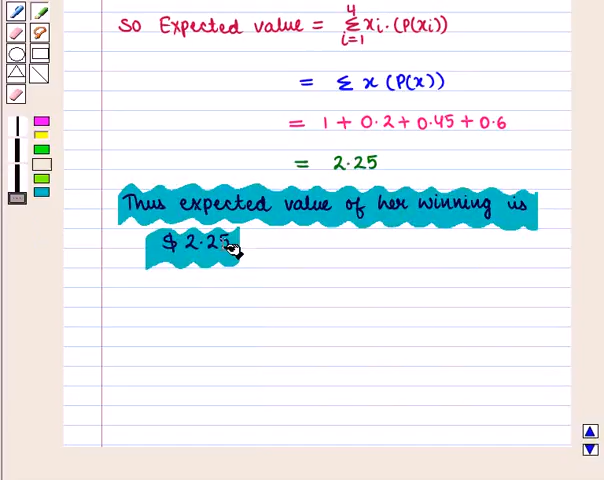 So Expected value = 4 Σ i=1 xi·(P(xi))
= Σ x (P(x))
= 1 + 0.2 + 0.45 + 0.6
= 2.25
Thus expected value of her winning is
$ 2.25